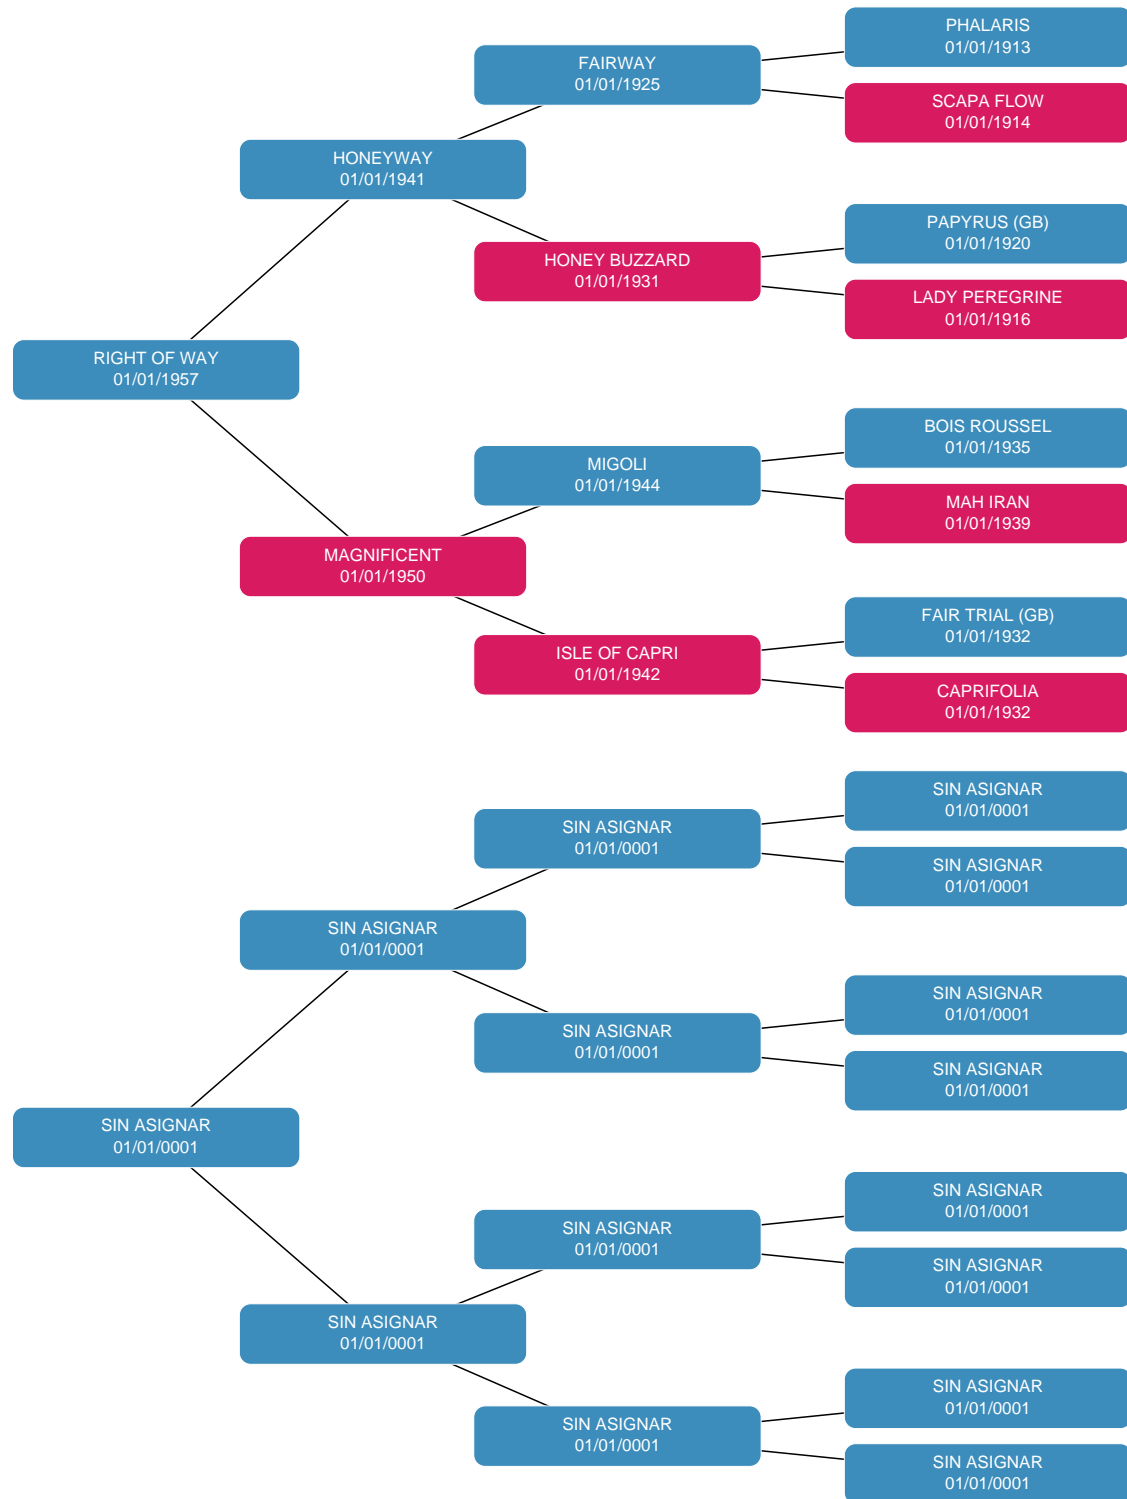 PHALARIS
01/01/1913
FAIRWAY
01/01/1925
SCAPA FLOW
01/01/1914
HONEYWAY
01/01/1941
PAPYRUS (GB)
01/01/1920
HONEY BUZZARD
01/01/1931
LADY PEREGRINE
01/01/1916
RIGHT OF WAY
01/01/1957
BOIS ROUSSEL
01/01/1935
MIGOLI
01/01/1944
MAH IRAN
01/01/1939
MAGNIFICENT
01/01/1950
FAIR TRIAL (GB)
01/01/1932
ISLE OF CAPRI
01/01/1942
CAPRIFOLIA
01/01/1932
SIN ASIGNAR
01/01/0001
SIN ASIGNAR
01/01/0001
SIN ASIGNAR
01/01/0001
SIN ASIGNAR
01/01/0001
SIN ASIGNAR
01/01/0001
SIN ASIGNAR
01/01/0001
SIN ASIGNAR
01/01/0001
SIN ASIGNAR
01/01/0001
SIN ASIGNAR
01/01/0001
SIN ASIGNAR
01/01/0001
SIN ASIGNAR
01/01/0001
SIN ASIGNAR
01/01/0001
SIN ASIGNAR
01/01/0001
SIN ASIGNAR
01/01/0001
SIN ASIGNAR
01/01/0001